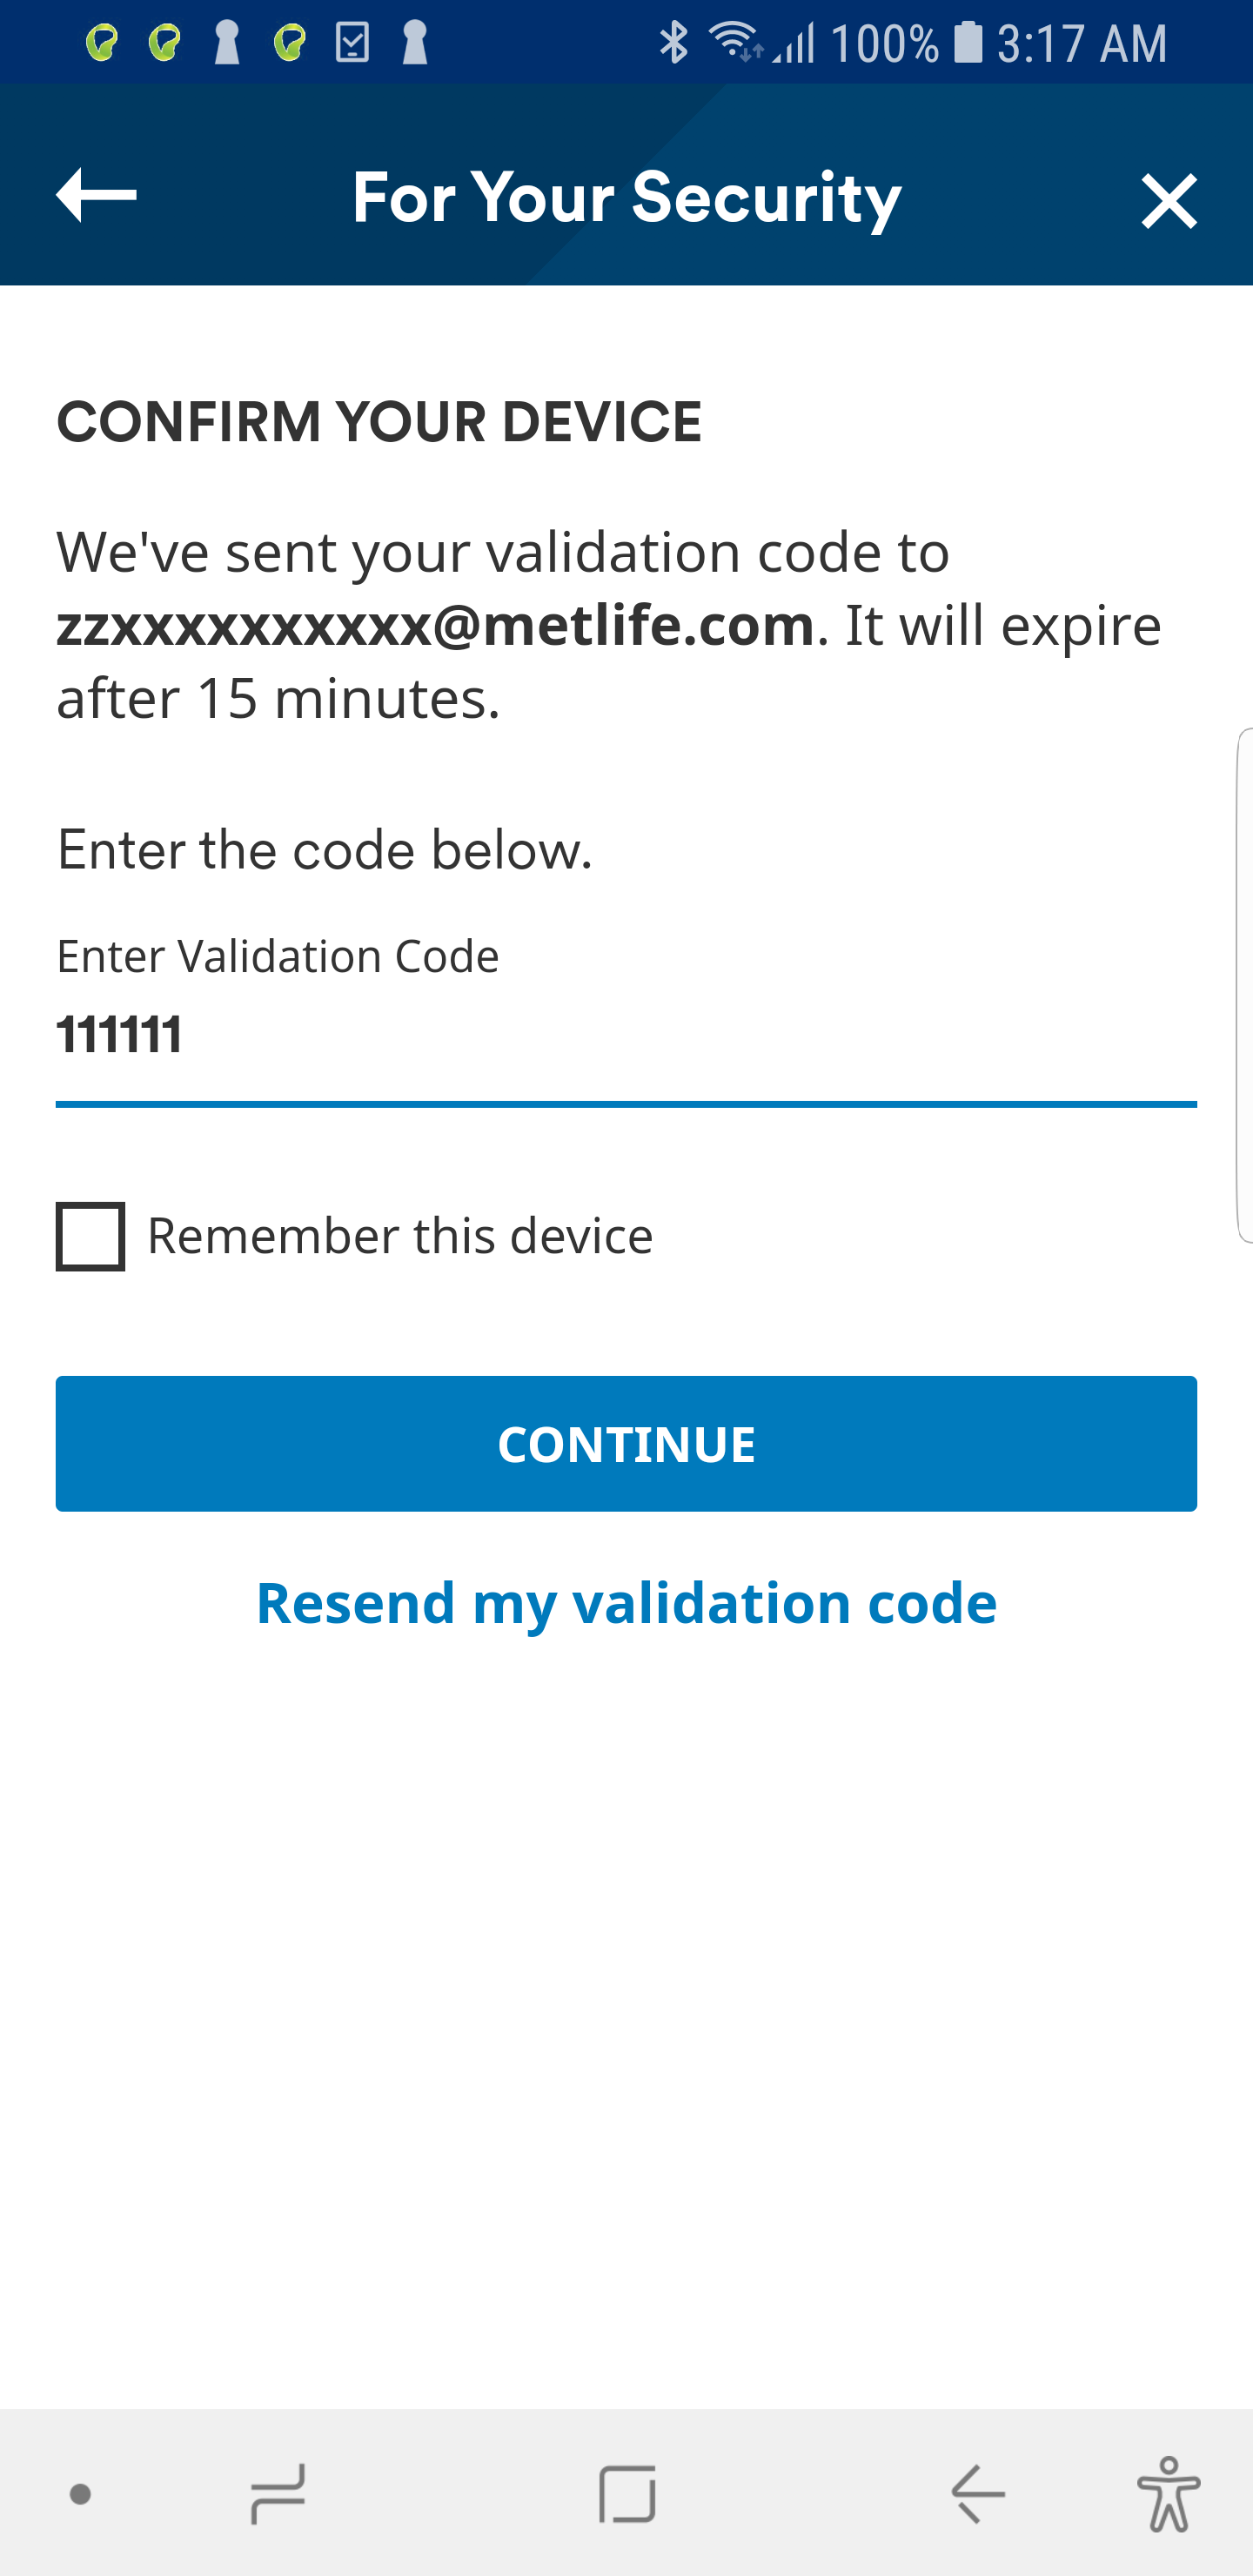 100% 3:17 AM
For Your Security
CONFIRM YOUR DEVICE
We've sent your validation code to
zzxxxxxxxxxx@metlife.com. It will expire
after 15 minutes.
Enter the code below.
Enter Validation Code
111111
Remember this device
CONTINUE
Resend my validation code